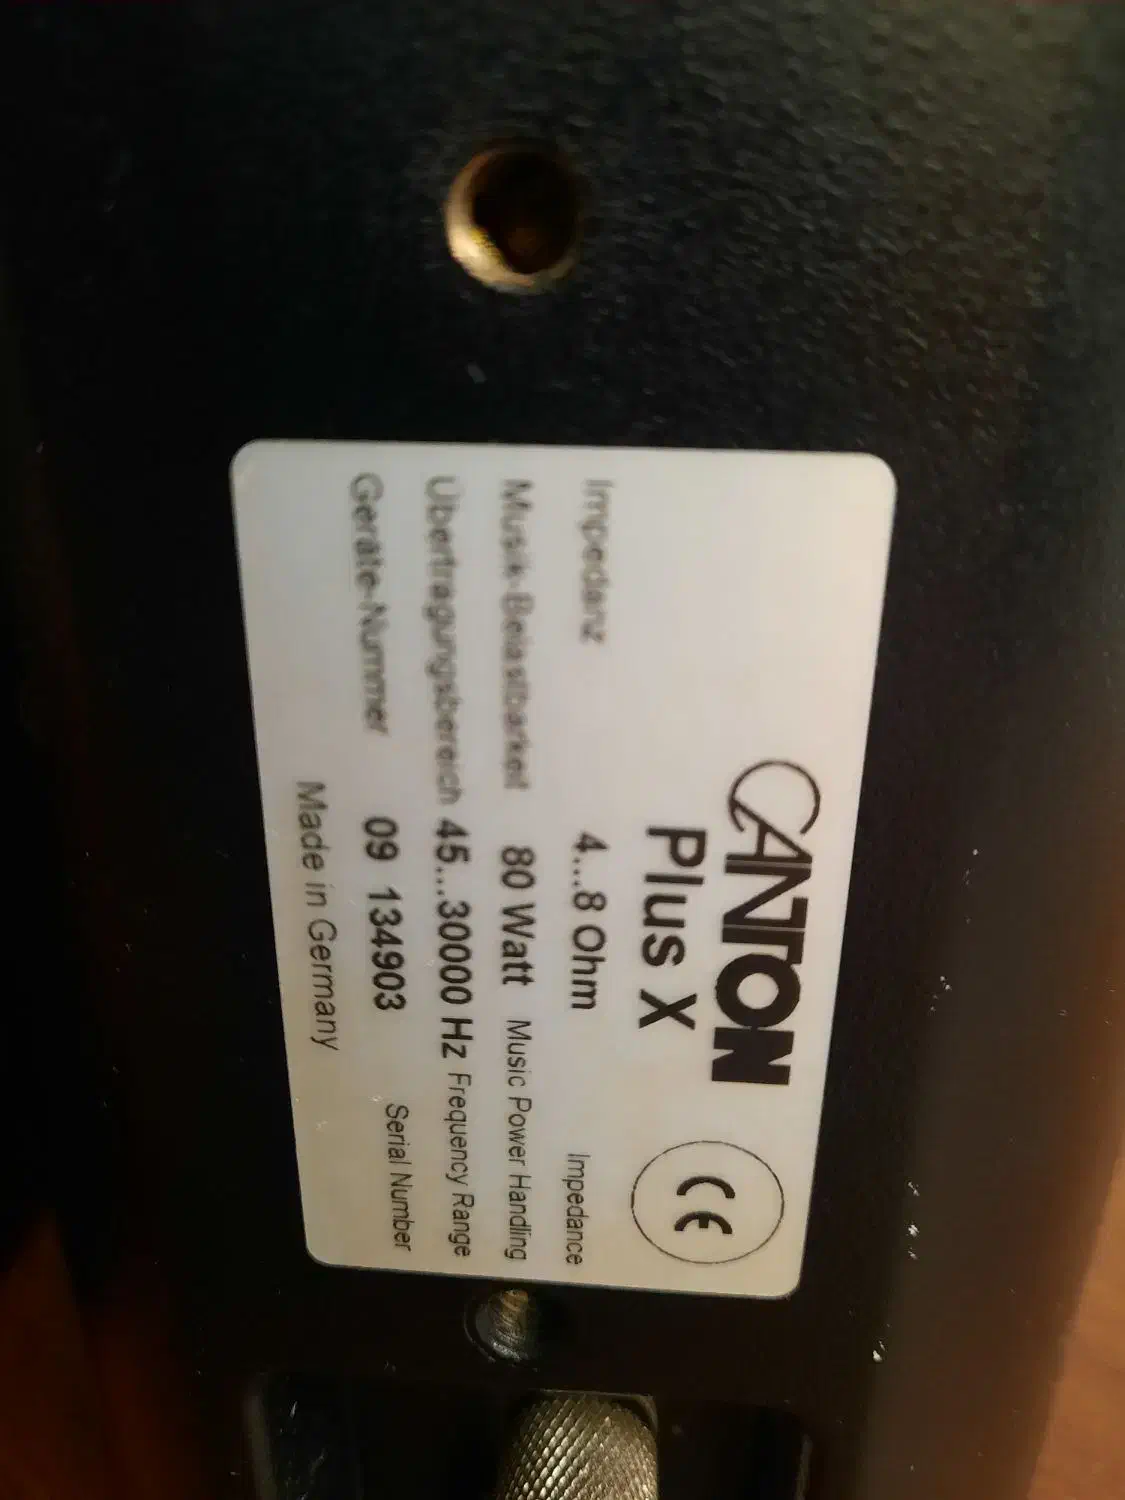 CANTON
Plus X
CE
Impedanz 4...8 Ohm Impedance
Musik-Belastbarkeit 80 Watt Music Power Handling
Übertragungsbereich 45...30000 Hz Frequency Range
Geräte-Nummer 09 134903 Serial Number
Made in Germany